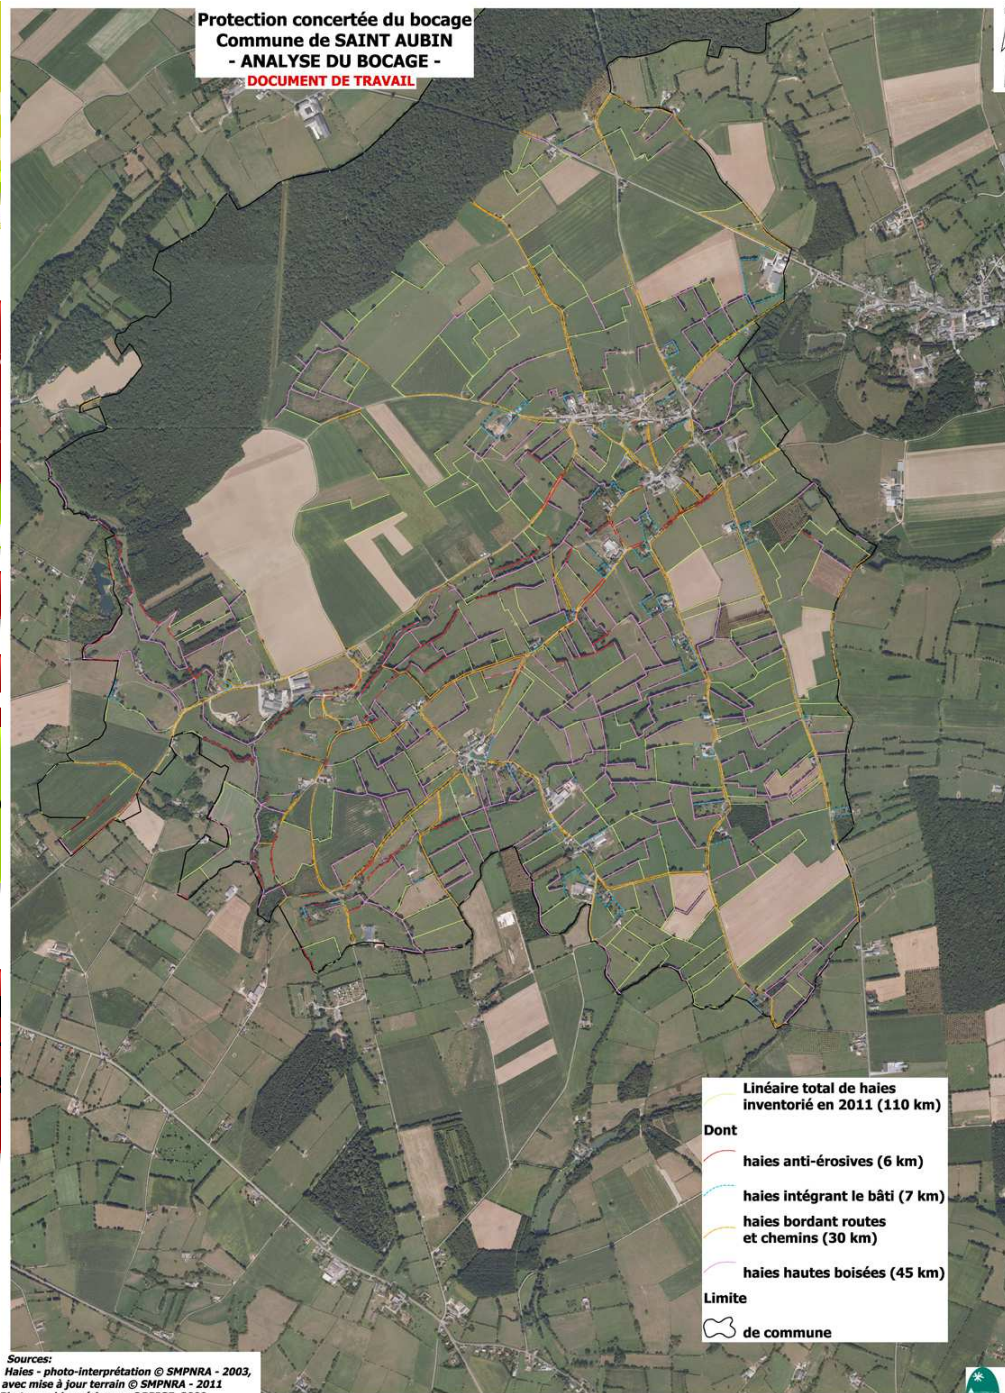 Protection concertée du bocage
Commune de SAINT AUBIN
- ANALYSE DU BOCAGE -
DOCUMENT DE TRAVAIL
Linéaire total de haies
inventorié en 2011 (110 km)
Dont
haies anti-érosives (6 km)
haies intégrant le bâti (7 km)
haies bordant routes
et chemins (30 km)
haies hautes boisées (45 km)
Limite
de commune
Sources:
Haies - photo-interprétation © SMPNRA - 2003,
avec mise à jour terrain © SMPNRA - 2011